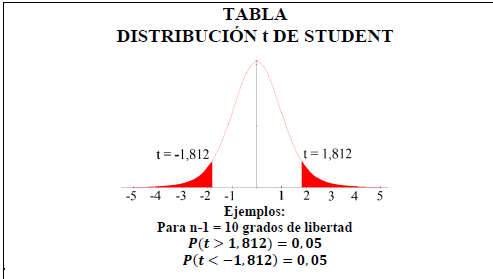 TABLA
DISTRIBUCIÓN t DE STUDENT
t = -1,812 t = 1,812
-5 -4 -3 -2 -1 1 2 3 4 5
Ejemplos:
Para n-1 = 10 grados de libertad
P(t > 1,812) = 0,05
P(t < −1,812) = 0,05